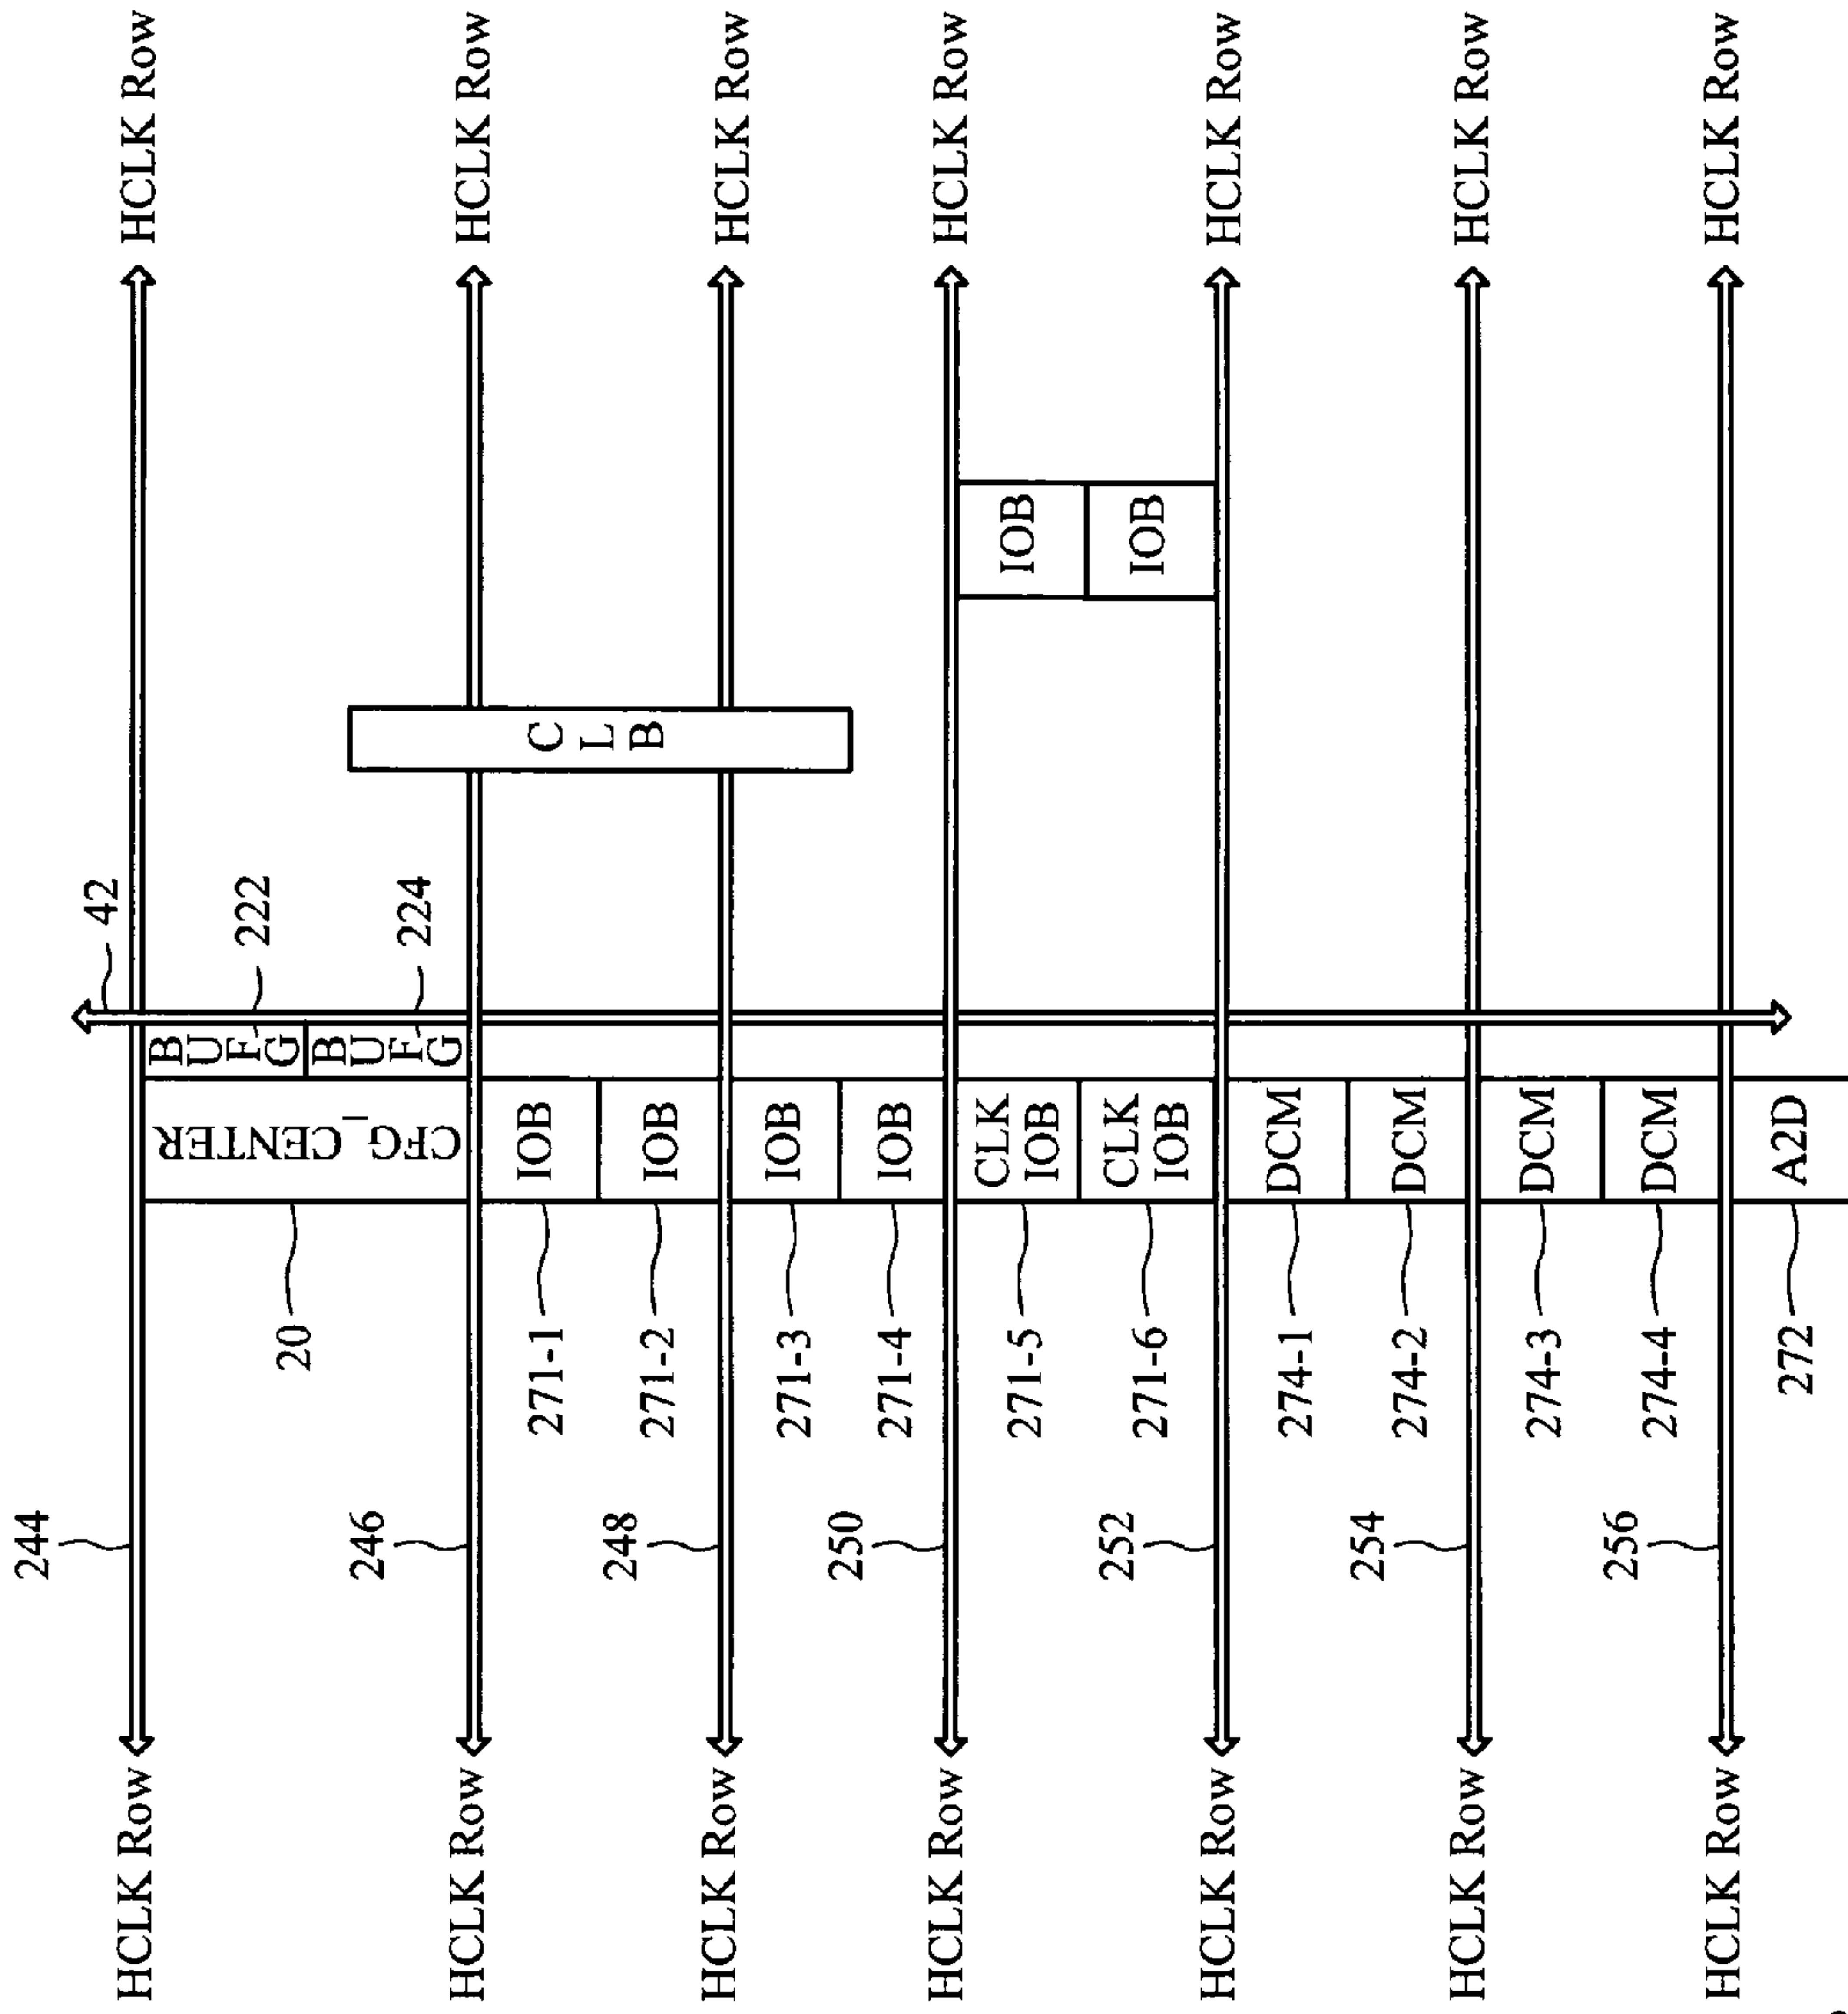 HCLK Row
244
42
HCLK Row
20
CFG_CENTER
B
U
F
G
222
B
U
F
G
224
HCLK Row
246
HCLK Row
271-1
IOB
C
L
B
271-2
IOB
HCLK Row
248
HCLK Row
271-3
IOB
271-4
IOB
HCLK Row
250
HCLK Row
271-5
CLK
IOB
IOB
271-6
CLK
IOB
IOB
HCLK Row
252
HCLK Row
274-1
DCM
274-2
DCM
HCLK Row
254
HCLK Row
274-3
DCM
274-4
DCM
HCLK Row
256
HCLK Row
272
A2D